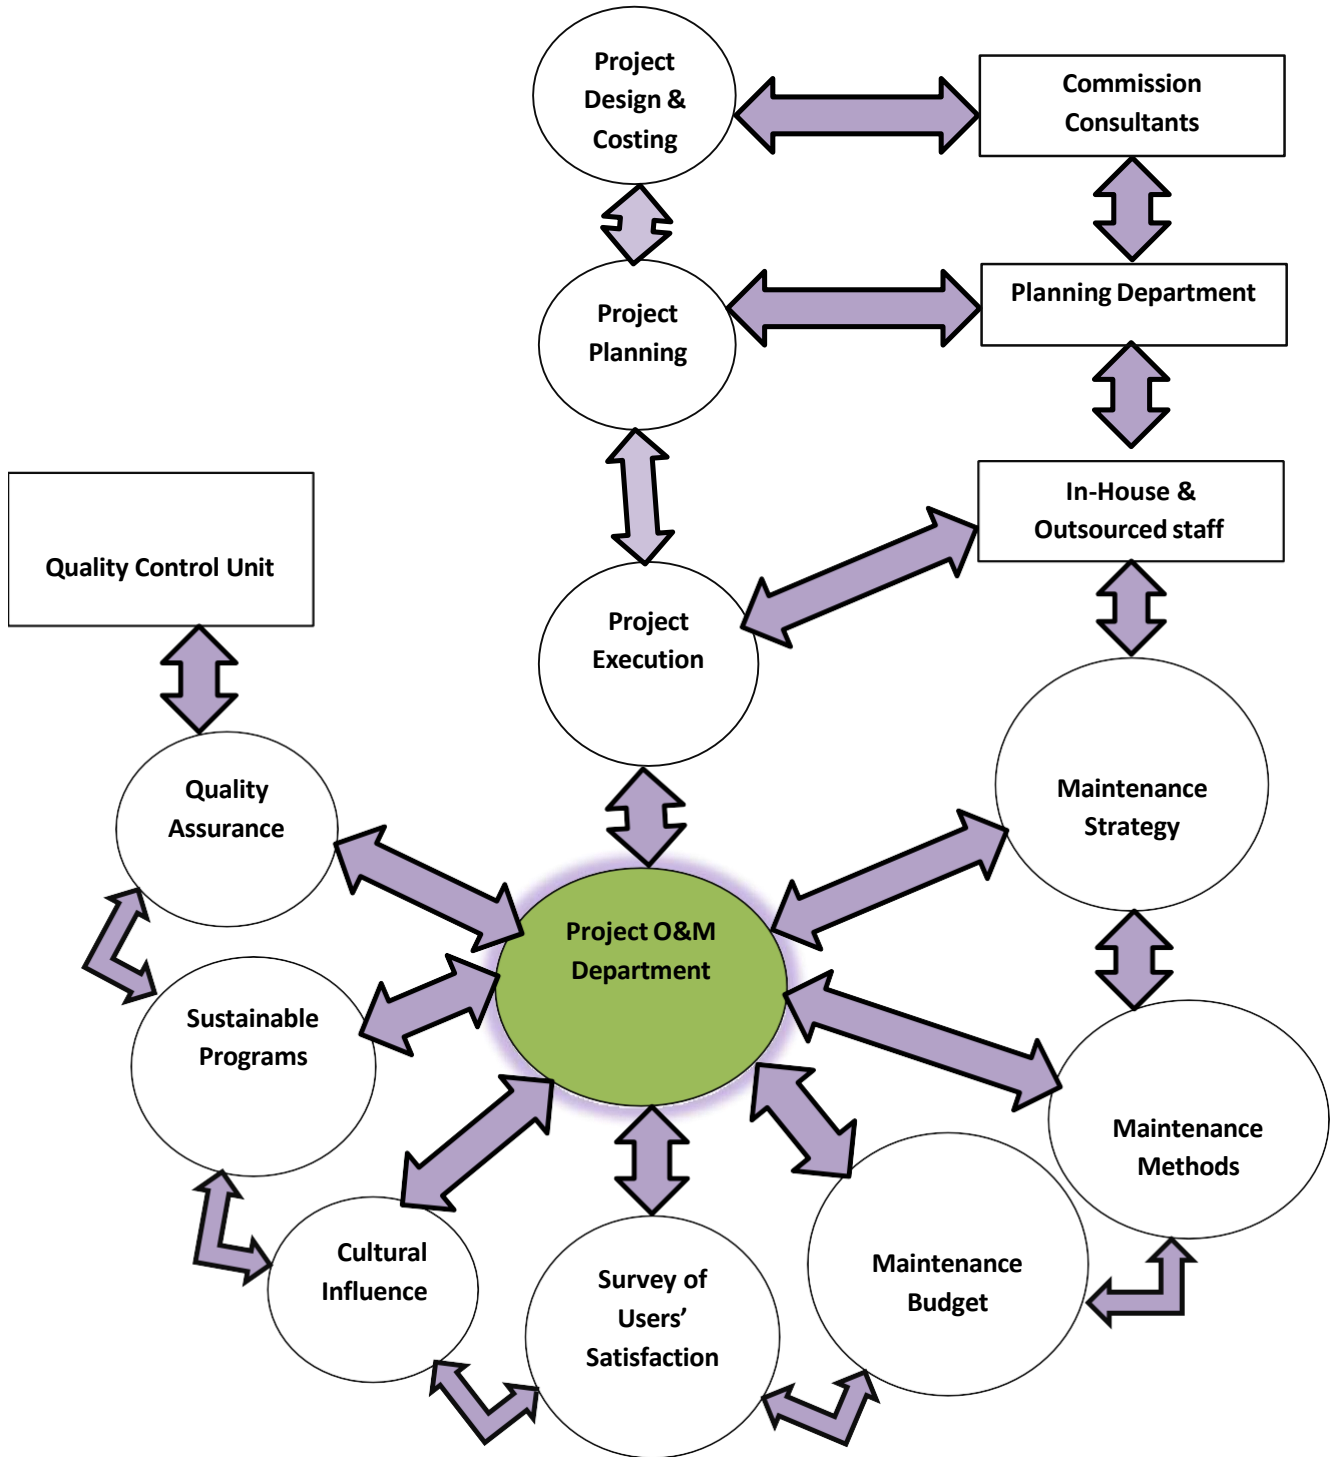 Project
Design &
Costing
Commission
Consultants
Project
Planning
Planning Department
Quality Control Unit
In-House &
Outsourced staff
Project
Execution
Quality
Assurance
Maintenance
Strategy
Project O&M
Department
Sustainable
Programs
Maintenance
Methods
Cultural
Influence
Survey of
Users’
Satisfaction
Maintenance
Budget